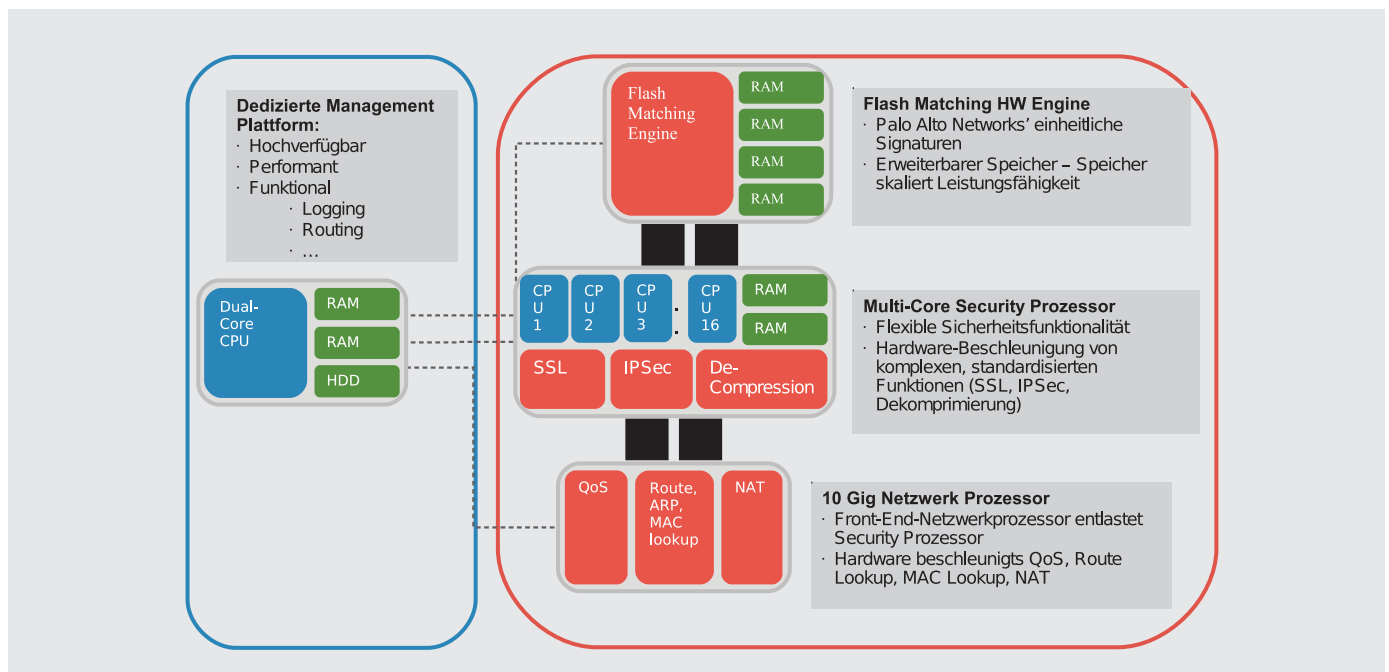 Dedizierte Management
Plattform:
· Hochverfügbar
· Performant
· Funktional
· Logging
· Routing
· ...
Dual-
Core
CPU
RAM
RAM
HDD
Flash
Matching
Engine
RAM
RAM
RAM
RAM
Flash Matching HW Engine
· Palo Alto Networks’ einheitliche
Signaturen
· Erweiterbarer Speicher – Speicher
skaliert Leistungsfähigkeit
CP
U
1
CP
U
2
CP
U
3
. .
CP
U
16
RAM
RAM
SSL
IPSec
De-
Compression
Multi-Core Security Prozessor
· Flexible Sicherheitsfunktionalität
· Hardware-Beschleunigung von
komplexen, standardisierten
Funktionen (SSL, IPSec,
Dekomprimierung)
QoS
Route,
ARP,
MAC
lookup
NAT
10 Gig Netzwerk Prozessor
· Front-End-Netzwerkprozessor entlastet
Security Prozessor
· Hardware beschleunigts QoS, Route
Lookup, MAC Lookup, NAT